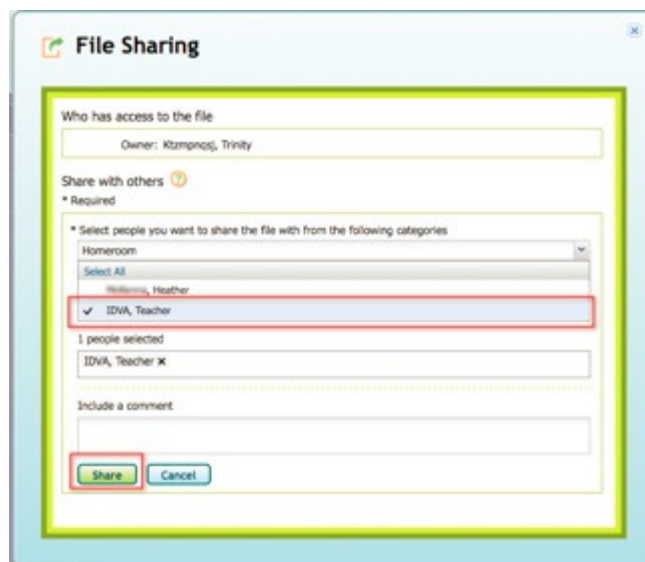 File Sharing
Who has access to the file
Owner: Ktzmpnqsj, Trinity
Share with others ?
* Required
* Select people you want to share the file with from the following categories
Homeroom
Select All
, Heather
✓ IDVA, Teacher
1 people selected
IDVA, Teacher ×
Include a comment
Share Cancel